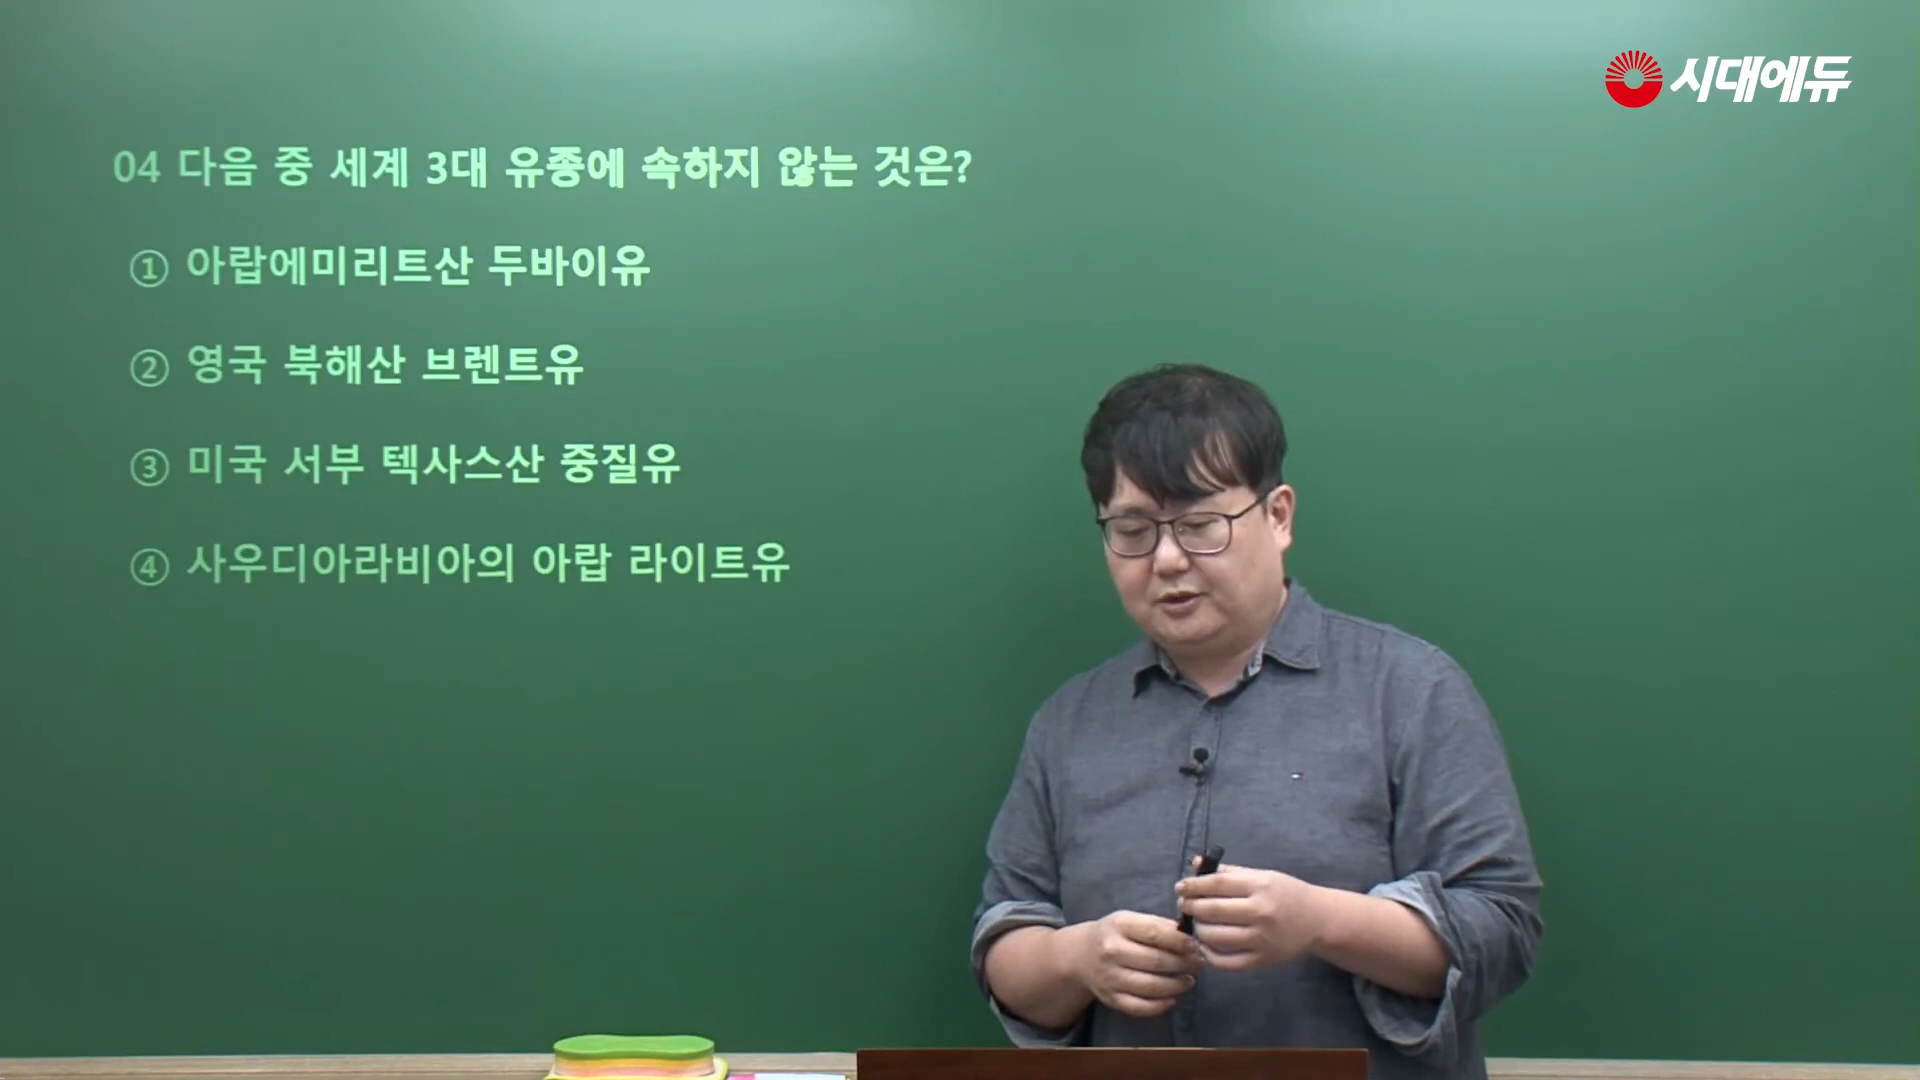 시대에듀
04 다음 중 세계 3대 유종에 속하지 않는 것은?
① 아랍에미리트산 두바이유
② 영국 북해산 브렌트유
③ 미국 서부 텍사스산 중질유
④ 사우디아라비아의 아랍 라이트유